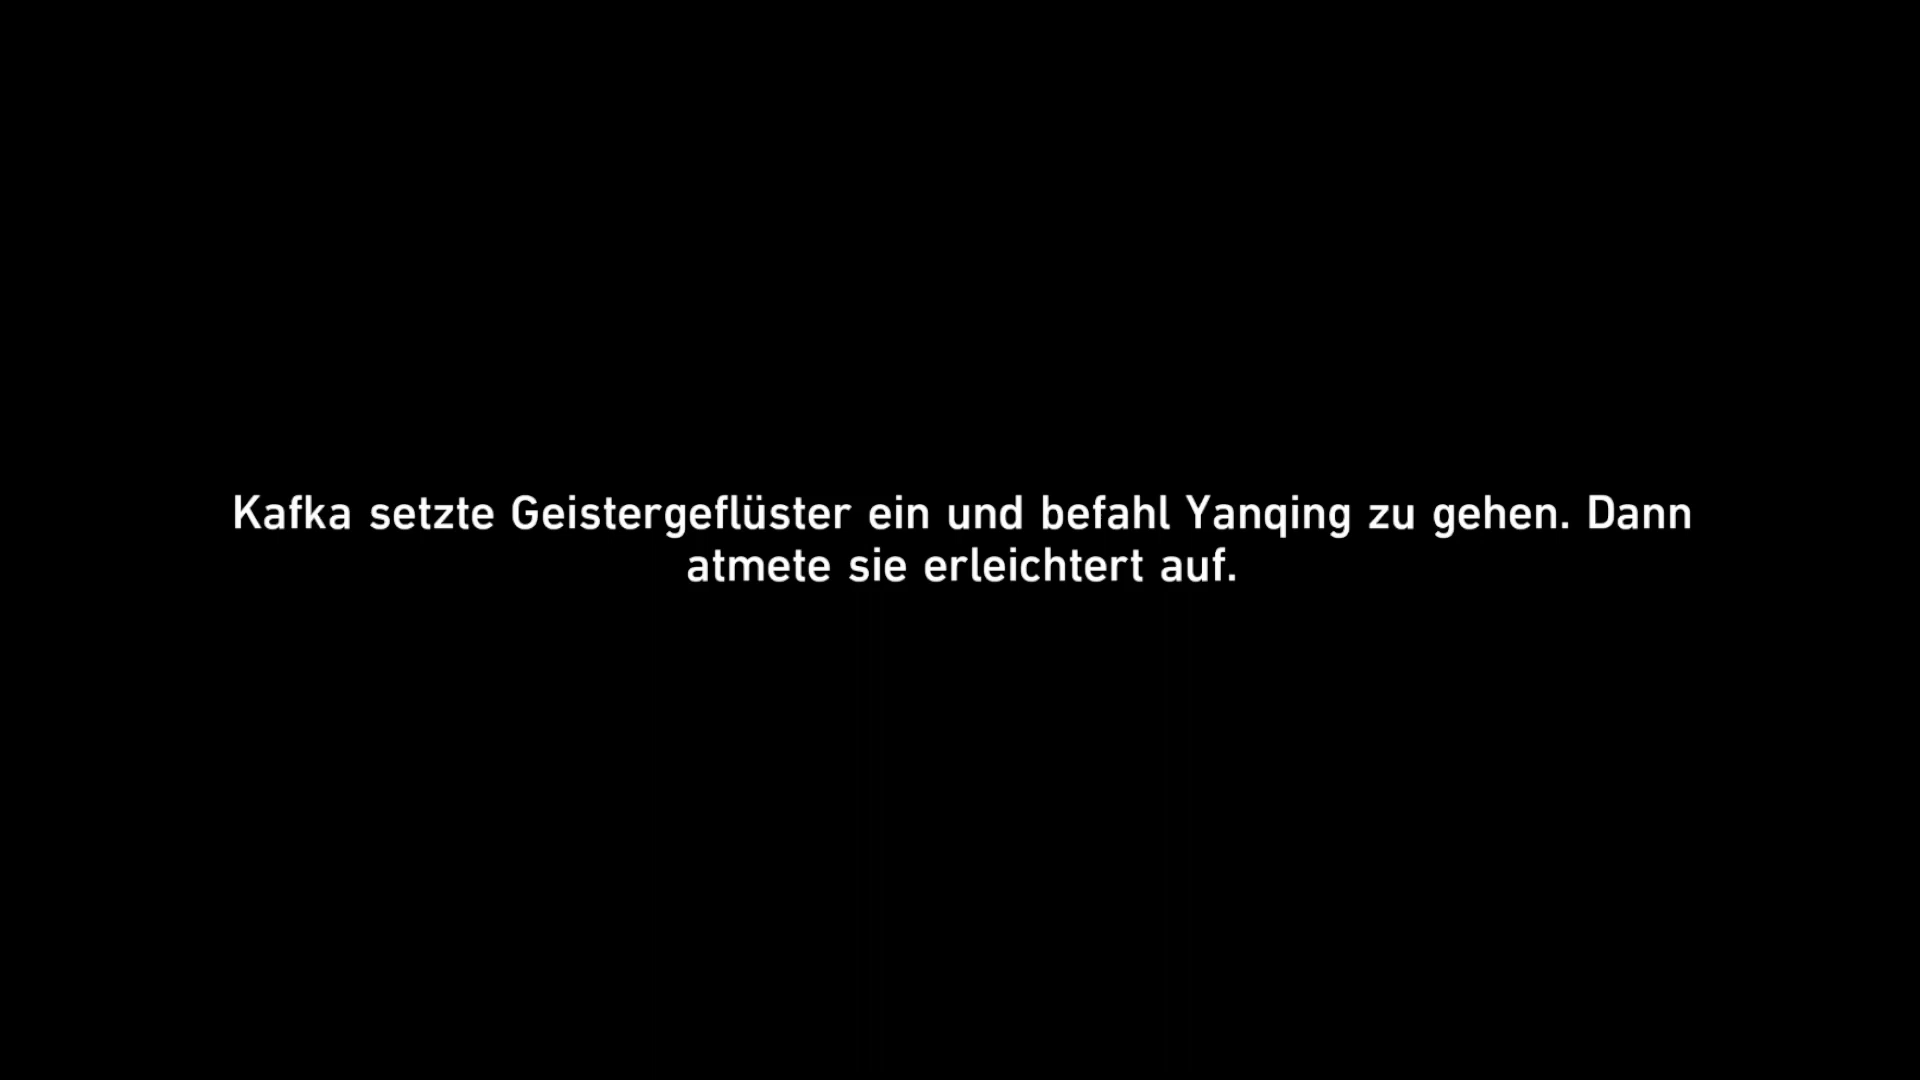 Kafka setzte Geistergeflüster ein und befahl Yanqing zu gehen. Dann
atmete sie erleichtert auf.